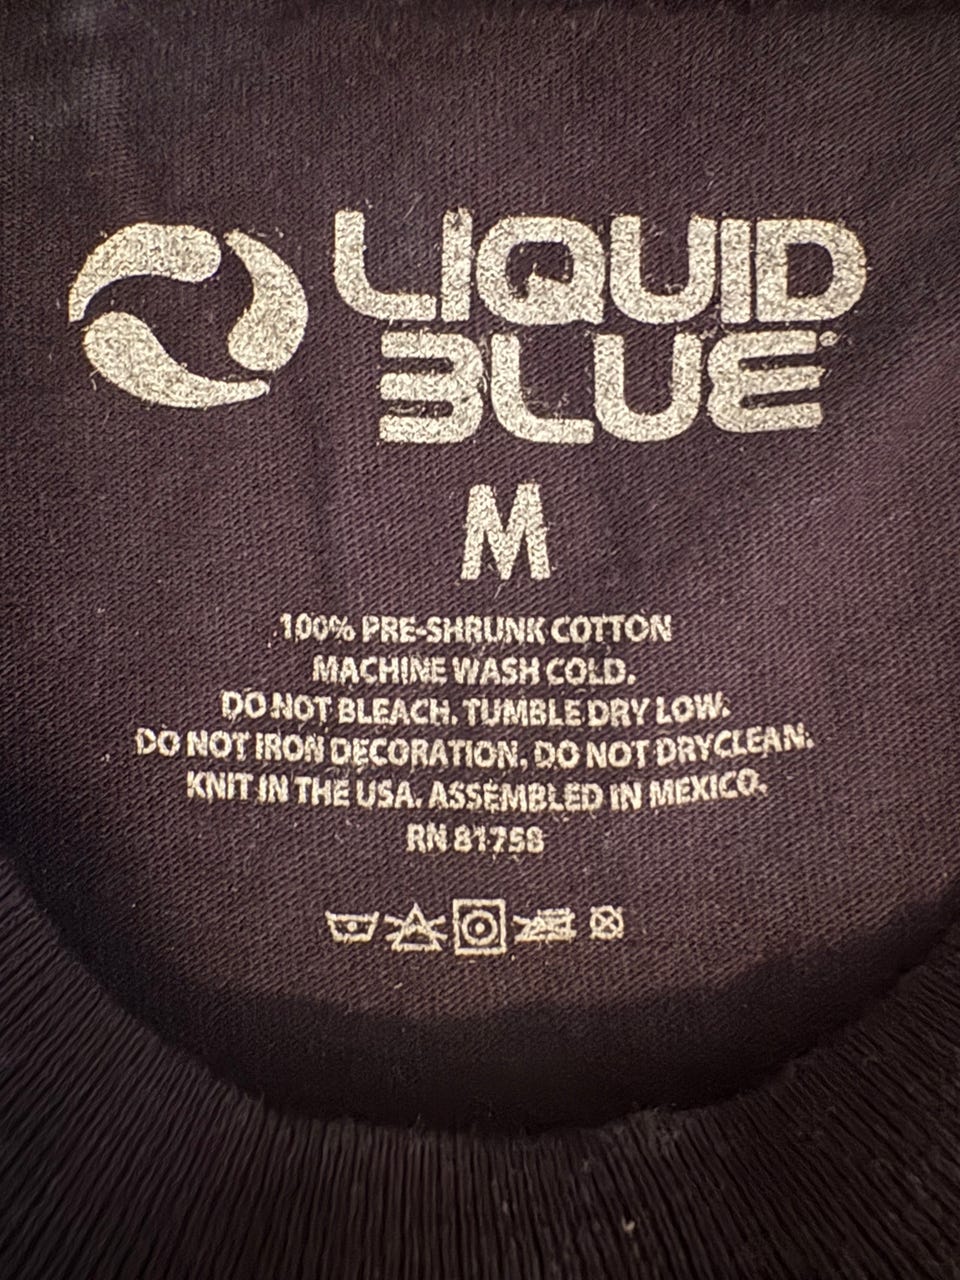 LIQUID
BLUE®
M
100% PRE-SHRUNK COTTON
MACHINE WASH COLD.
DO NOT BLEACH. TUMBLE DRY LOW.
DO NOT IRON DECORATION. DO NOT DRYCLEAN.
KNIT IN THE USA. ASSEMBLED IN MEXICO.
RN 81758